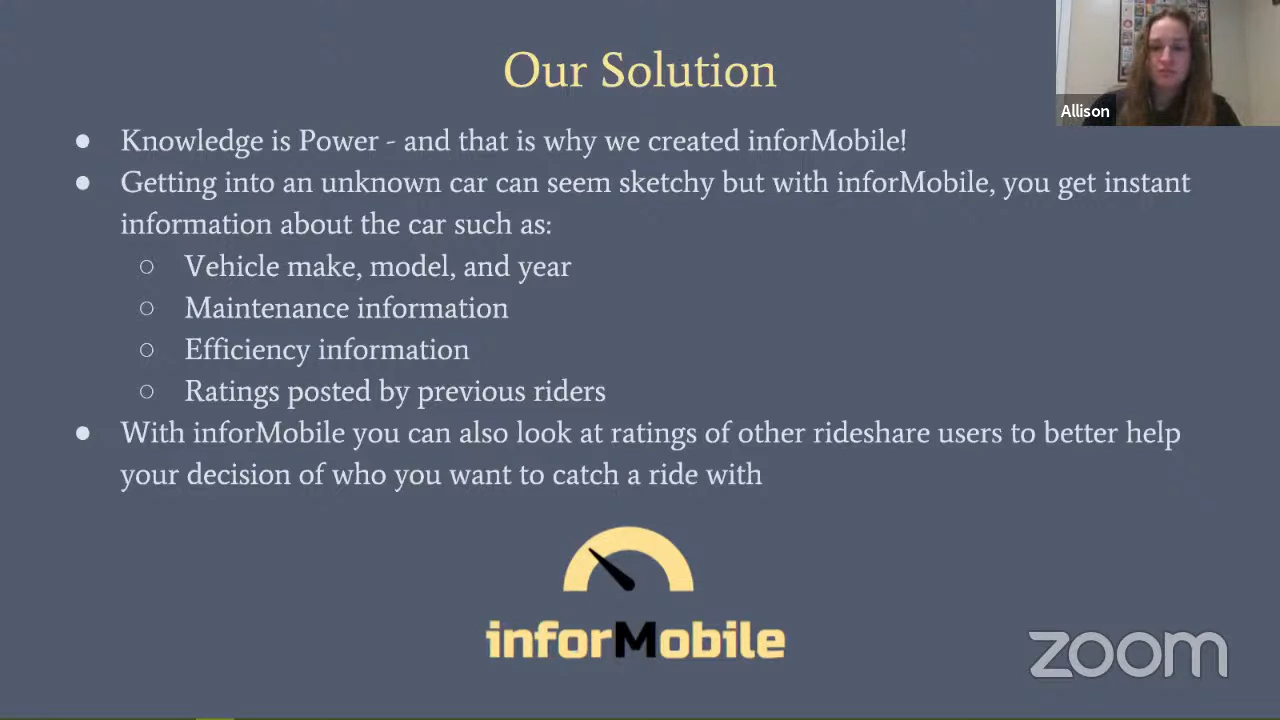 Our Solution
Allison
● Knowledge is Power - and that is why we created inforMobile!
● Getting into an unknown car can seem sketchy but with inforMobile, you get instant
information about the car such as:
○ Vehicle make, model, and year
○ Maintenance information
○ Efficiency information
○ Ratings posted by previous riders
● With inforMobile you can also look at ratings of other rideshare users to better help
your decision of who you want to catch a ride with
inforMobile
zoom